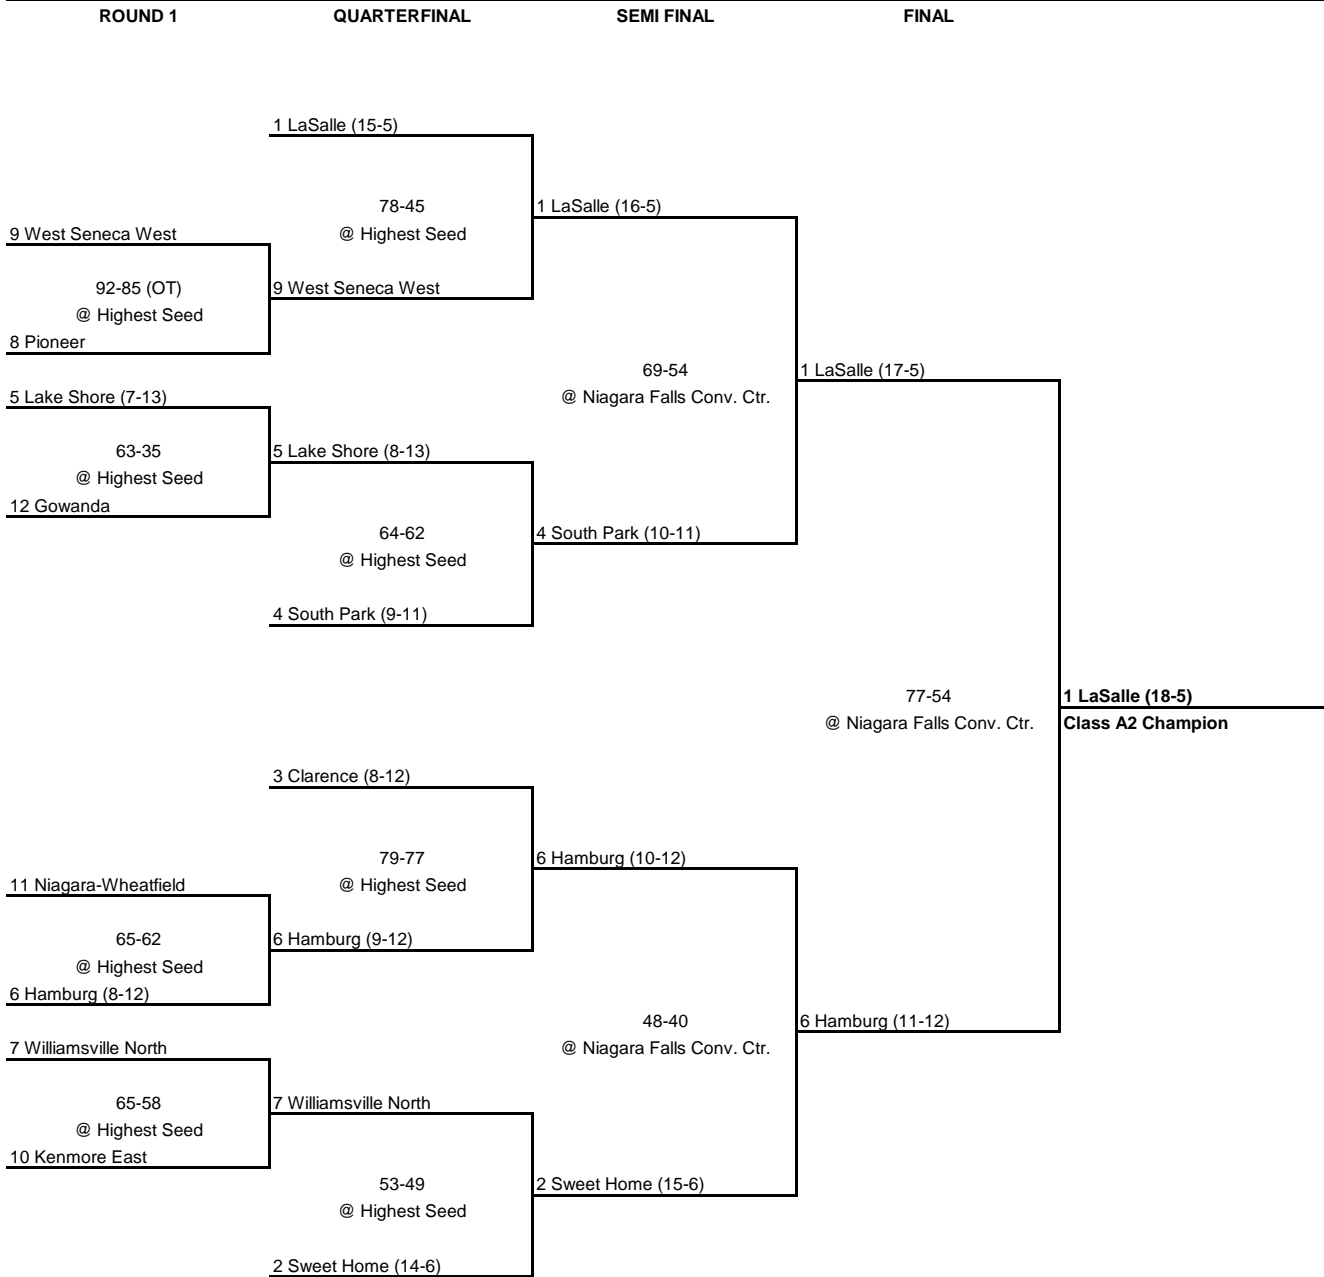 ROUND 1 QUARTERFINAL SEMI FINAL FINAL
1 LaSalle (15-5)
78-45 1 LaSalle (16-5)
9 West Seneca West @ Highest Seed
92-85 (OT) 9 West Seneca West
@ Highest Seed
8 Pioneer
69-54 1 LaSalle (17-5)
5 Lake Shore (7-13) @ Niagara Falls Conv. Ctr.
63-35 5 Lake Shore (8-13)
@ Highest Seed
12 Gowanda
64-62 4 South Park (10-11)
@ Highest Seed
4 South Park (9-11)
77-54 1 LaSalle (18-5)
@ Niagara Falls Conv. Ctr. Class A2 Champion
3 Clarence (8-12)
79-77 6 Hamburg (10-12)
11 Niagara-Wheatfield @ Highest Seed
65-62 6 Hamburg (9-12)
@ Highest Seed
6 Hamburg (8-12)
48-40 6 Hamburg (11-12)
7 Williamsville North @ Niagara Falls Conv. Ctr.
65-58 7 Williamsville North
@ Highest Seed
10 Kenmore East
53-49 2 Sweet Home (15-6)
@ Highest Seed
2 Sweet Home (14-6)